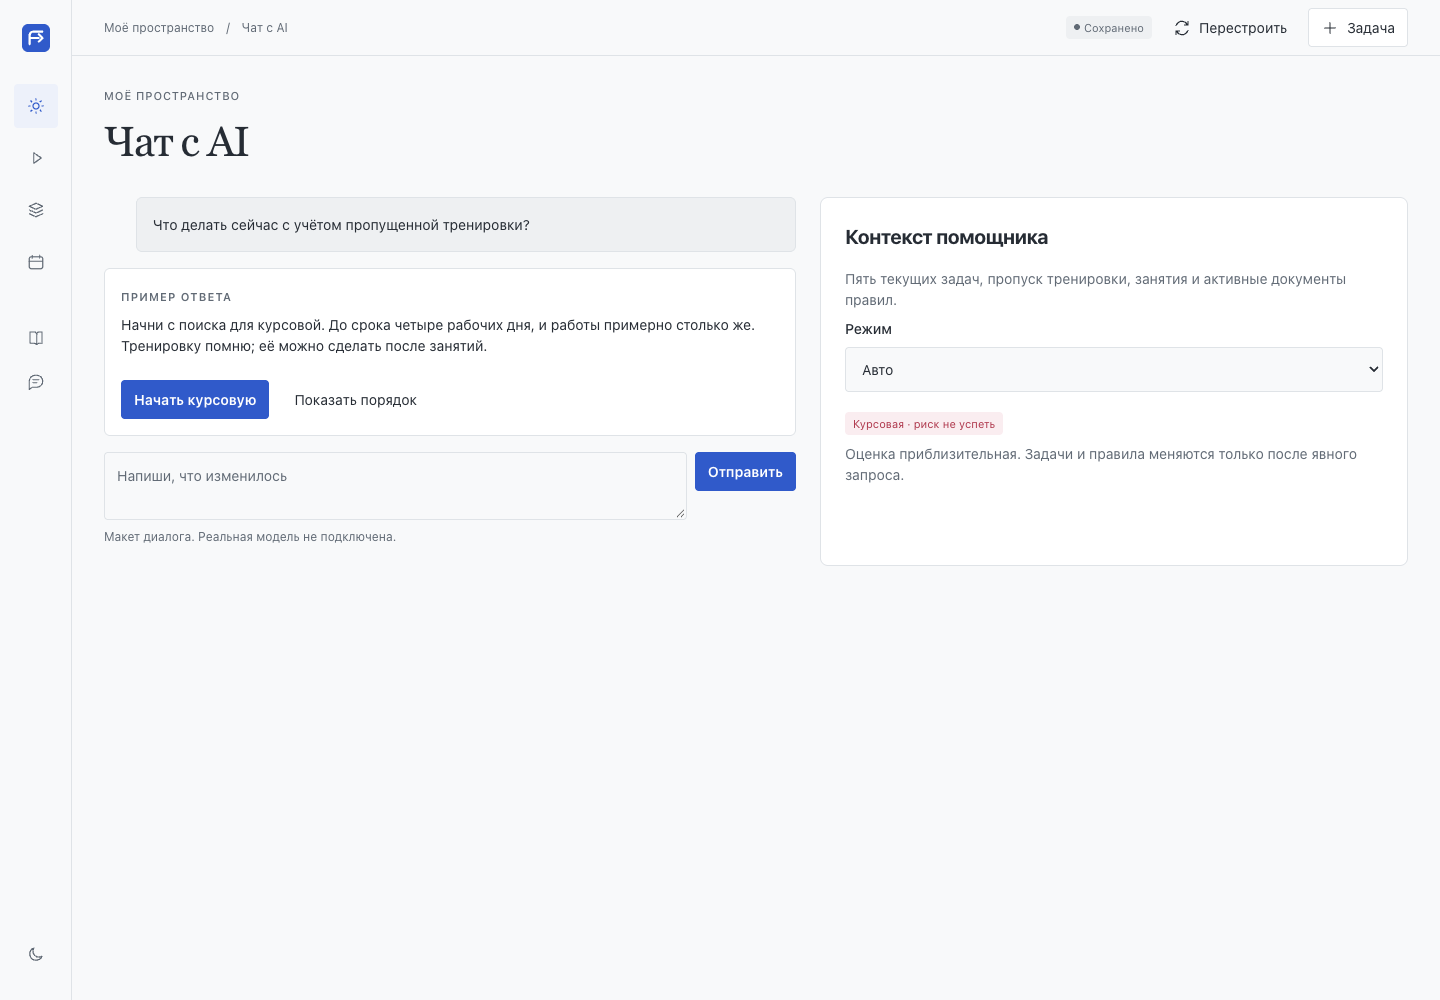 Моё пространство / Чат с AI
Сохранено
Перестроить
Задача
МОЁ ПРОСТРАНСТВО
Чат с AI
Что делать сейчас с учётом пропущенной тренировки?
ПРИМЕР ОТВЕТА
Начни с поиска для курсовой. До срока четыре рабочих дня, и работы примерно столько же.
Тренировку помню; её можно сделать после занятий.
Начать курсовую
Показать порядок
Напиши, что изменилось
Отправить
Макет диалога. Реальная модель не подключена.
Контекст помощника
Пять текущих задач, пропуск тренировки, занятия и активные документы
правил.
Режим
Авто
Курсовая · риск не успеть
Оценка приблизительная. Задачи и правила меняются только после явного
запроса.